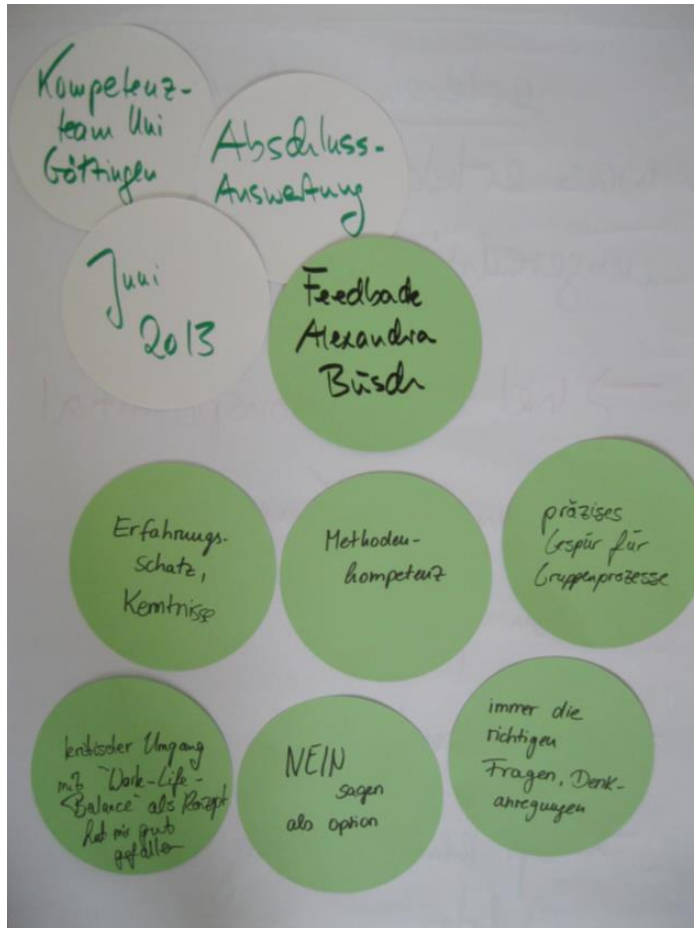 Kompetenz-
team Uni
Göttingen
Abschluss-
Auswertung
Juni
2013
Feedback
Alexandra
Büsch
Erfahrungs-
schatz,
Kenntnisse
Methoden-
kompetenz
präzises
Gespür für
Gruppenprozesse
kritischer Umgang
mit "Work-Life-
Balance" als Konzept
hat mir gut
gefallen
NEIN
sagen
als option
immer die
richtigen
Fragen, Denk-
anregungen